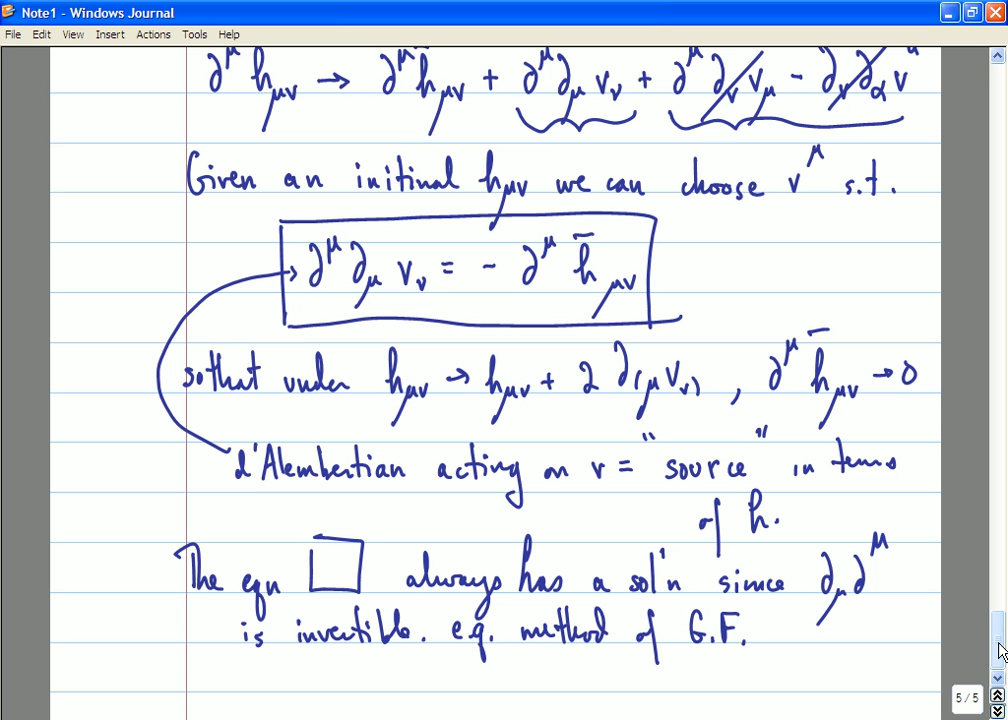 Note1 - Windows Journal
File Edit View Insert Actions Tools Help
∂^μ h̄_μν → ∂^μ h̄_μν + ∂^μ ∂_μ v_ν + ∂^μ ∂_ν v_μ - ∂_ν ∂_α v^α
Given an initinal h_μν we can choose v^μ s.t.
∂^μ ∂_μ v_ν = - ∂^μ h̄_μν
so that under h_μν → h_μν + 2 ∂_(μ v_ν) , ∂^μ h̄_μν → 0
d'Alembertian acting on v = "source" in tems
of h.
The eqn □ always has a sol'n since ∂_μ ∂^μ
is invertible. e.g. method of G.F.
5 / 5